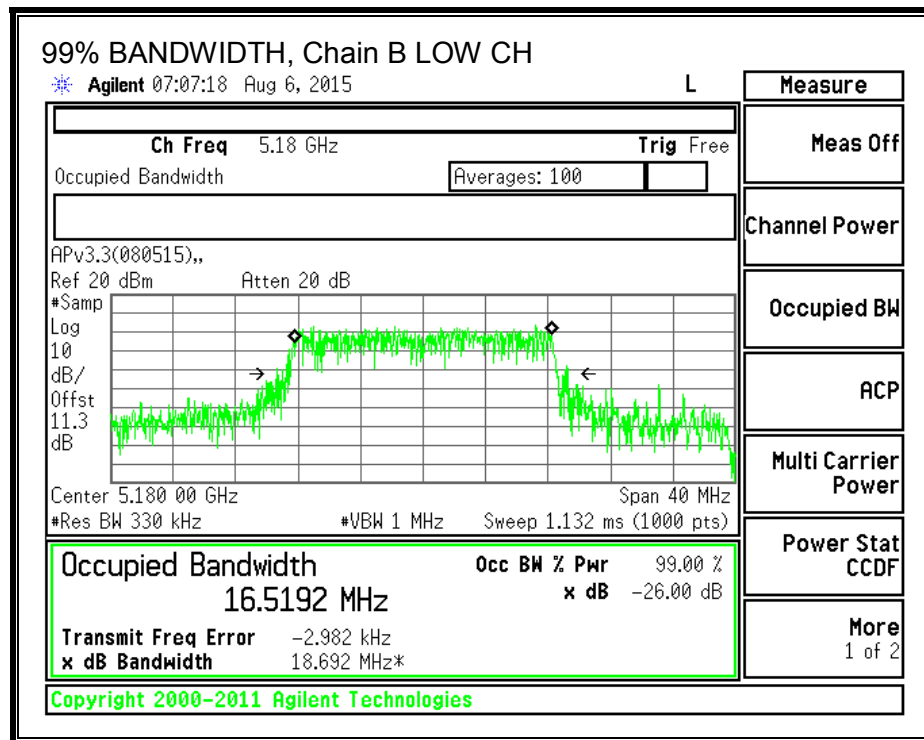 99% BANDWIDTH, Chain B LOW CH
Agilent 07:07:18 Aug 6, 2015 L
Measure
Ch Freq 5.18 GHz Trig Free
Meas Off
Occupied Bandwidth Averages: 100
Channel Power
APv3.3(080515),,
Ref 20 dBm Atten 20 dB
#Samp
Log
10
dB/
Offst
11.3
dB
Occupied BW
ACP
Multi Carrier
Power
Center 5.180 00 GHz Span 40 MHz
#Res BW 330 kHz #VBW 1 MHz Sweep 1.132 ms (1000 pts)
Power Stat
CCDF
Occupied Bandwidth Occ BW % Pwr 99.00 %
16.5192 MHz x dB -26.00 dB
Transmit Freq Error -2.982 kHz
x dB Bandwidth 18.692 MHz*
More
1 of 2
Copyright 2000-2011 Agilent Technologies